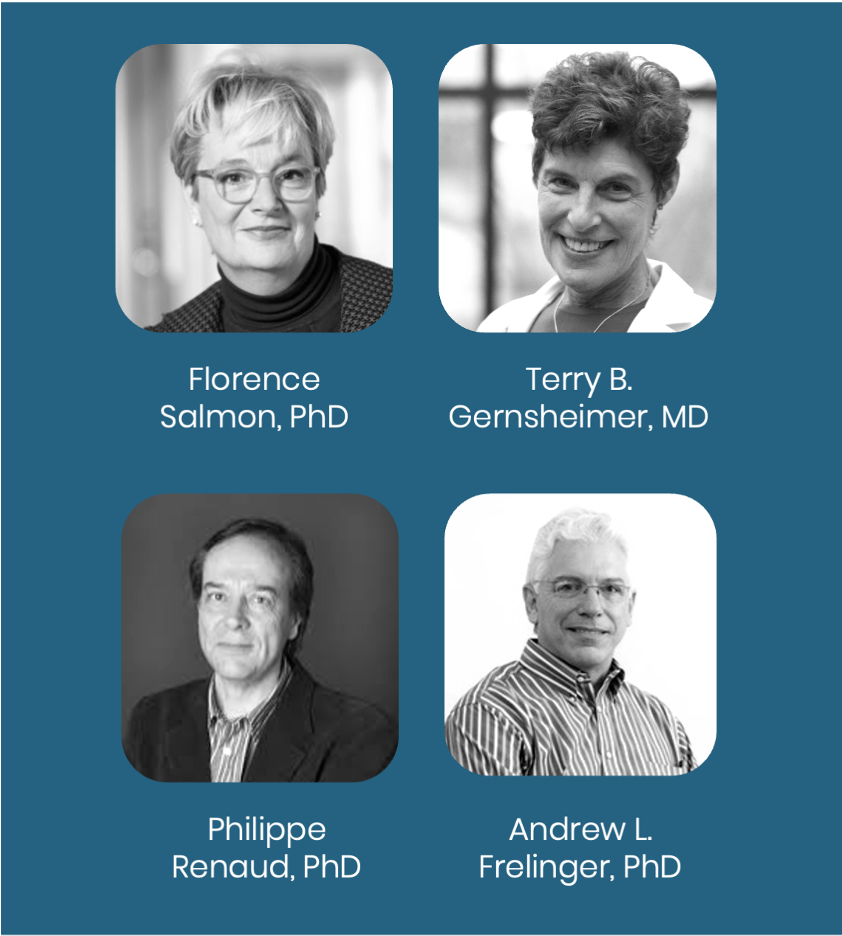 Florence
Salmon, PhD
Terry B.
Gernsheimer, MD
Philippe
Renaud, PhD
Andrew L.
Frelinger, PhD